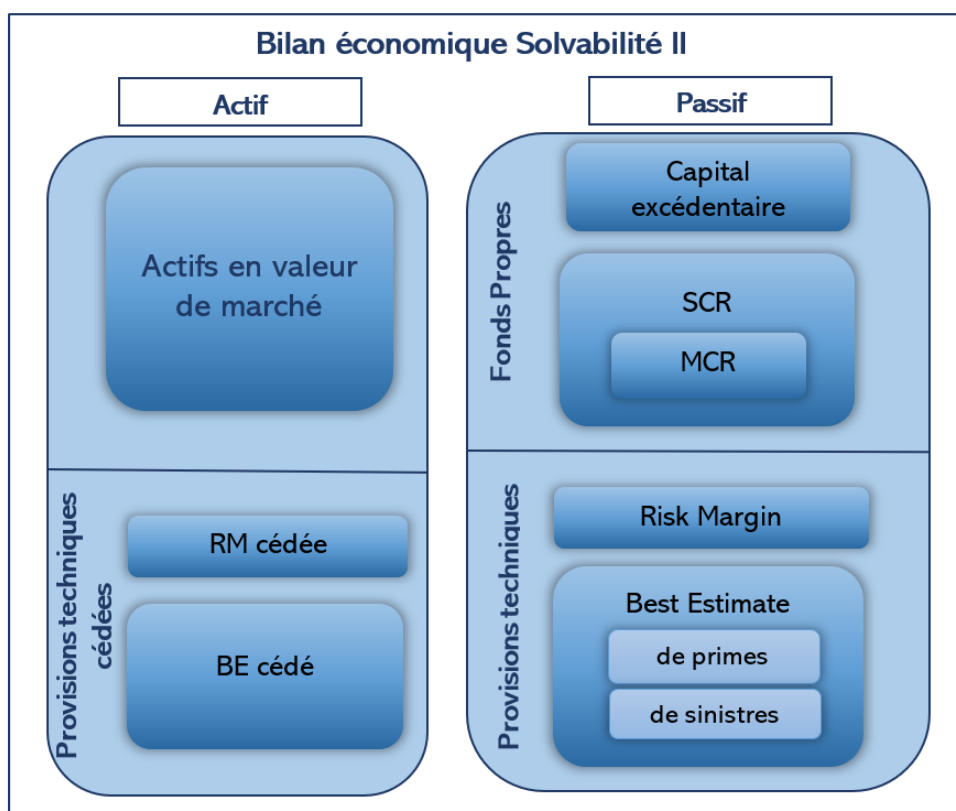 Bilan économique Solvabilité II
Actif
Actifs en valeur
de marché
Provisions techniques
cédées
RM cédée
BE cédé
Passif
Fonds Propres
Capital
excédentaire
SCR
MCR
Provisions techniques
Risk Margin
Best Estimate
de primes
de sinistres